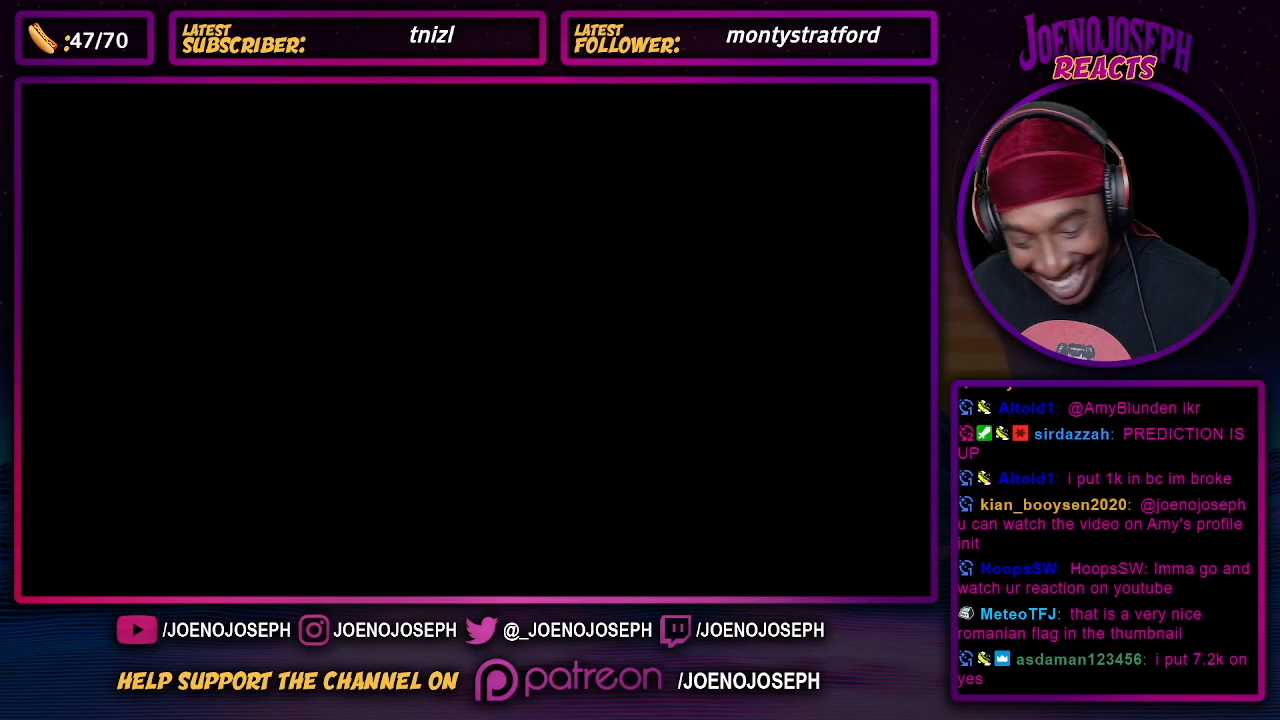 :47/70
LATEST SUBSCRIBER:
tnizl
LATEST FOLLOWER:
montystratford
JOENOJOSEPH
REACTS
Altold1: @AmyBlunden ikr
sirdazzah: PREDICTION IS
UP
Altold1: i put 1k in bc im broke
kian_booysen2020: @joenojoseph
u can watch the video on Amy's profile
init
HoopsSW: HoopsSW: Imma go and
watch ur reaction on youtube
MeteoTFJ: that is a very nice
romanian flag in the thumbnail
asdaman123456: i put 7.2k on
yes
/JOENOJOSEPH JOENOJOSEPH @_JOENOJOSEPH /JOENOJOSEPH
HELP SUPPORT THE CHANNEL ON patreon /JOENOJOSEPH